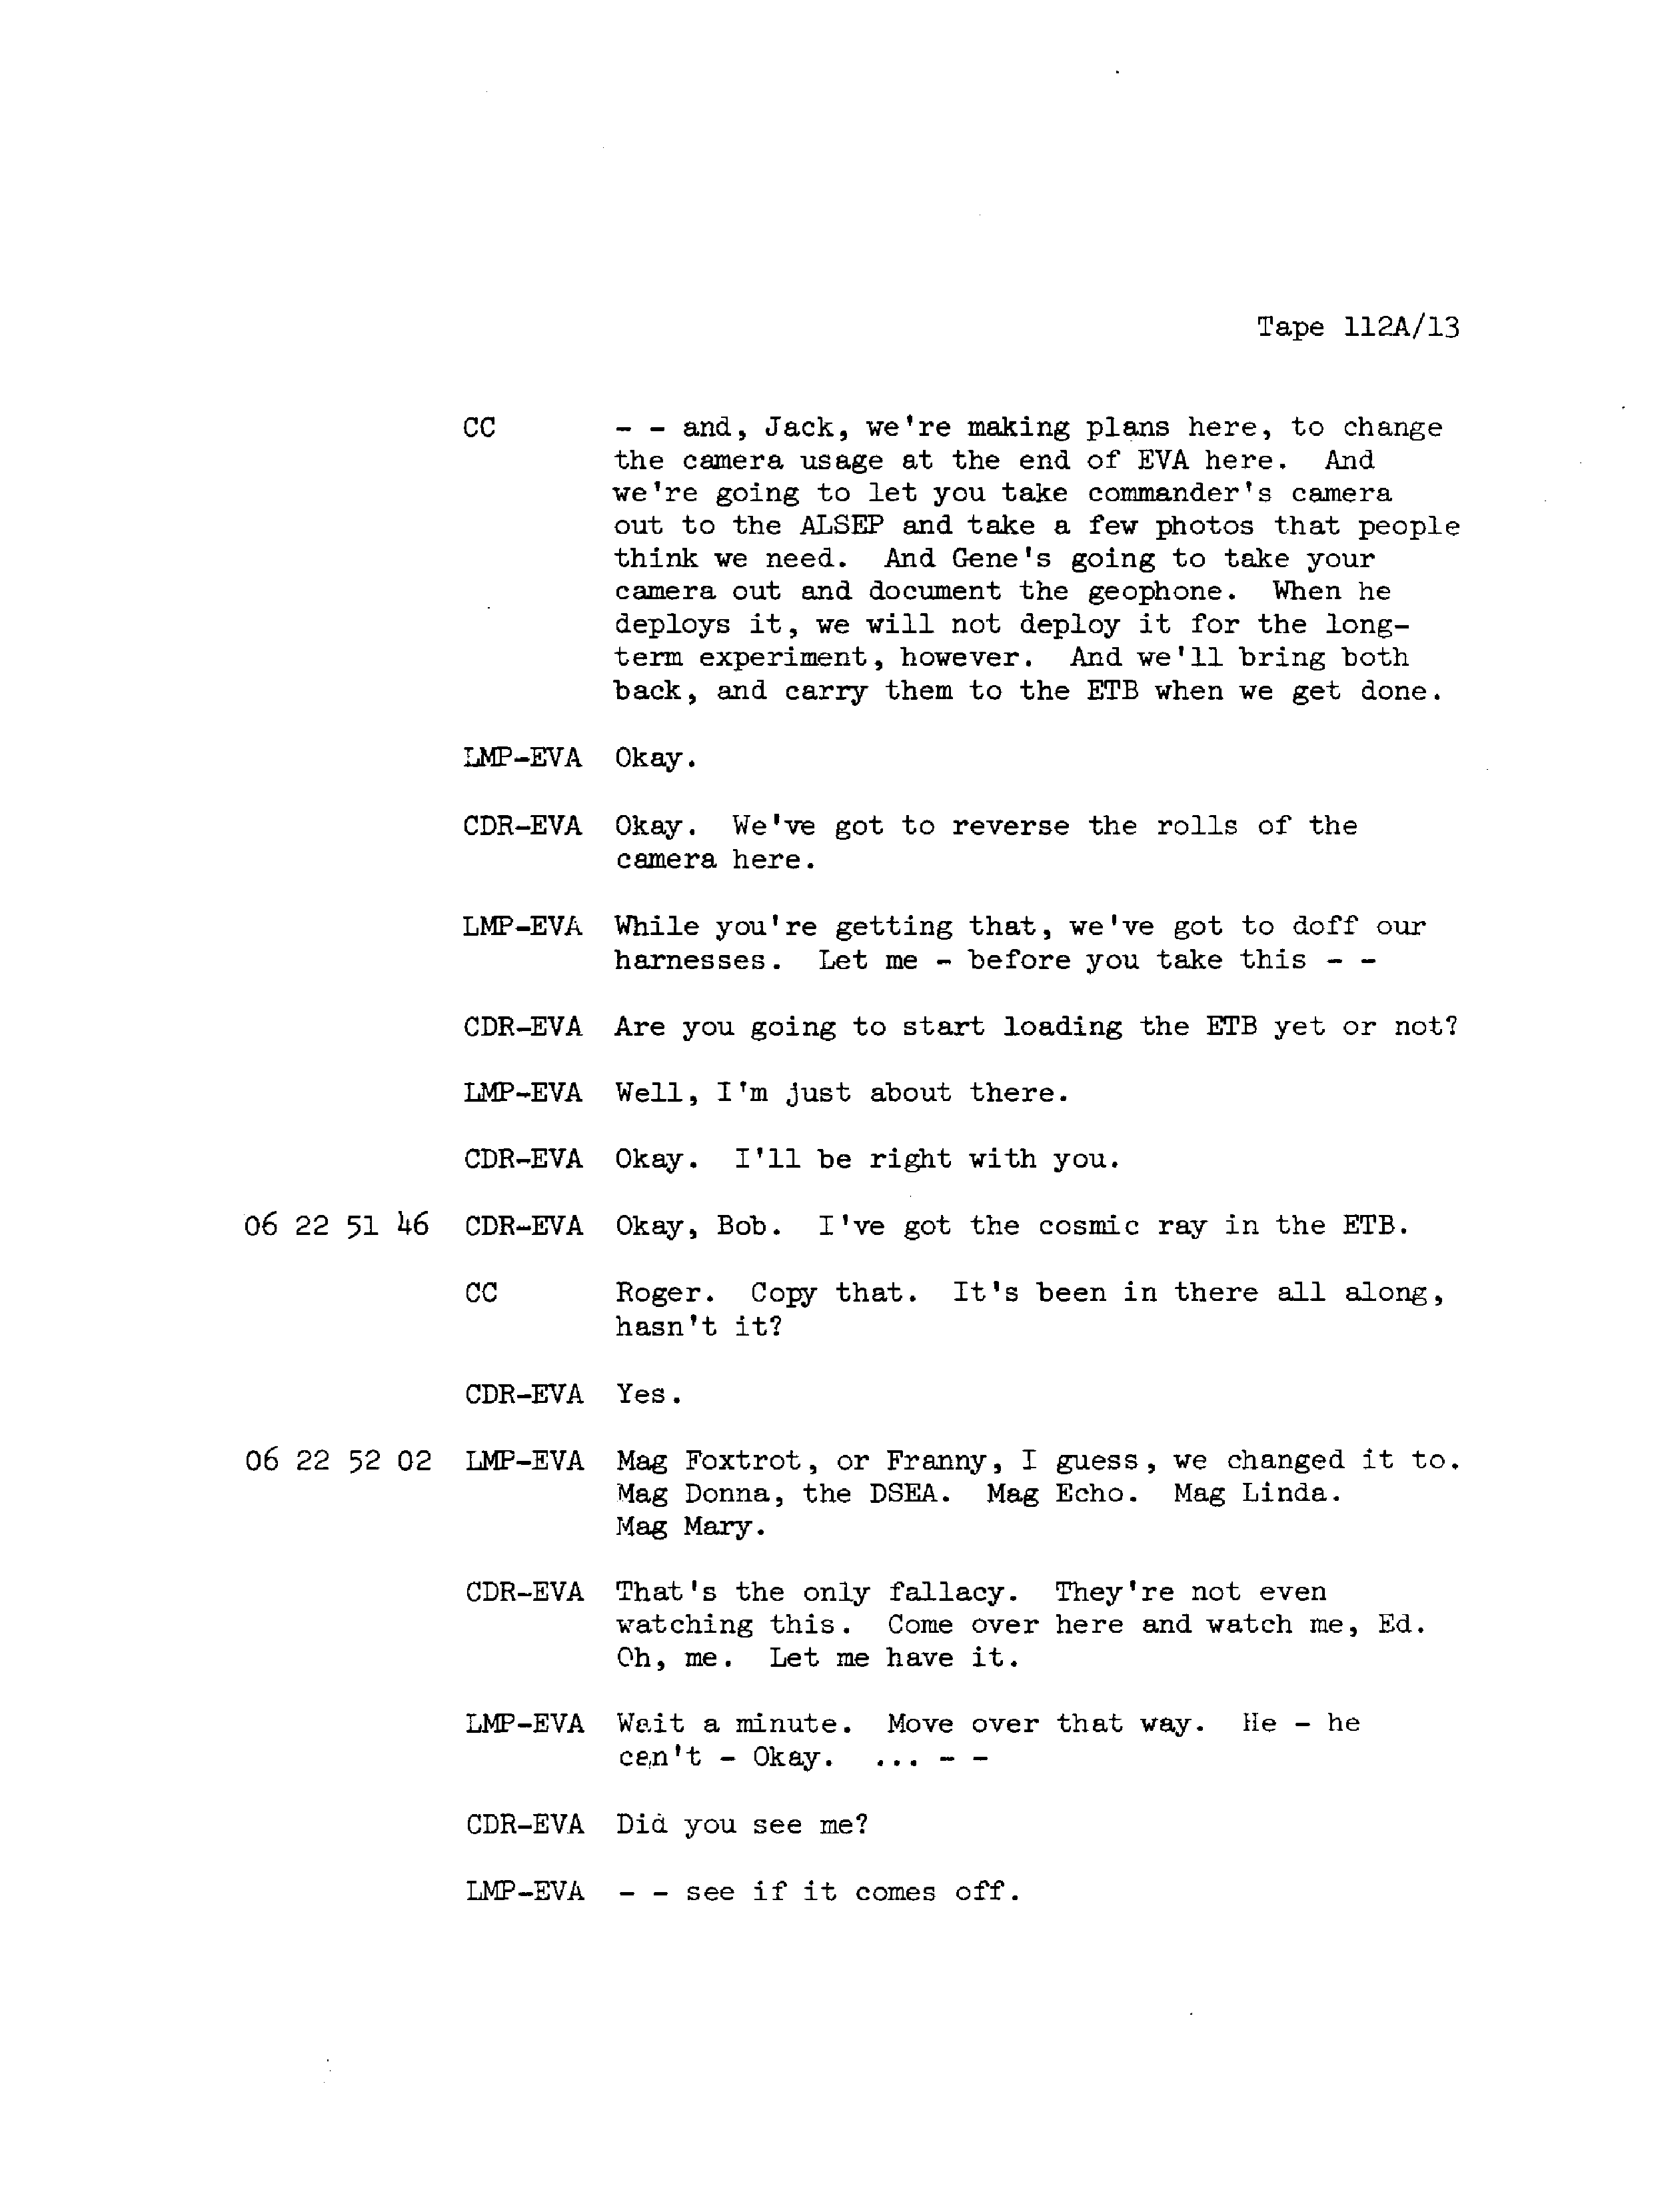 Tape 112A/13
CC - - and, Jack, we're making plans here, to change
the camera usage at the end of EVA here. And
we're going to let you take commander's camera
out to the ALSEP and take a few photos that people
think we need. And Gene's going to take your
camera out and document the geophone. When he
deploys it, we will not deploy it for the long-
term experiment, however. And we'll bring both
back, and carry them to the ETB when we get done.
LMP-EVA Okay.
CDR-EVA Okay. We've got to reverse the rolls of the
camera here.
LMP-EVA While you're getting that, we've got to doff our
harnesses. Let me - before you take this - -
CDR-EVA Are you going to start loading the ETB yet or not?
LMP-EVA Well, I'm just about there.
CDR-EVA Okay. I'll be right with you.
06 22 51 46 CDR-EVA Okay, Bob. I've got the cosmic ray in the ETB.
CC Roger. Copy that. It's been in there all along,
hasn't it?
CDR-EVA Yes.
06 22 52 02 LMP-EVA Mag Foxtrot, or Franny, I guess, we changed it to.
Mag Donna, the DSEA. Mag Echo. Mag Linda.
Mag Mary.
CDR-EVA That's the only fallacy. They're not even
watching this. Come over here and watch me, Ed.
Oh, me. Let me have it.
LMP-EVA Wait a minute. Move over that way. He - he
can't - Okay. ... - -
CDR-EVA Did you see me?
LMP-EVA - - see if it comes off.